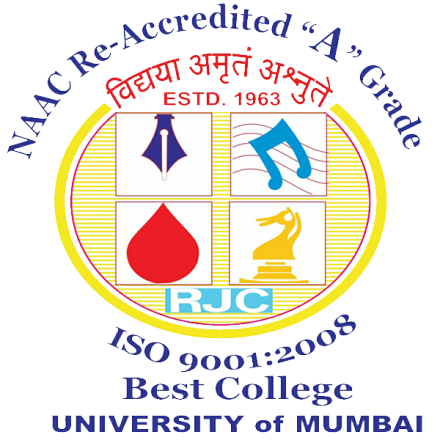 NAAC Re-Accredited “A” Grade
विद्यया अमृतं अश्नुते
ESTD. 1963
RJC
ISO 9001:2008
Best College
UNIVERSITY of MUMBAI